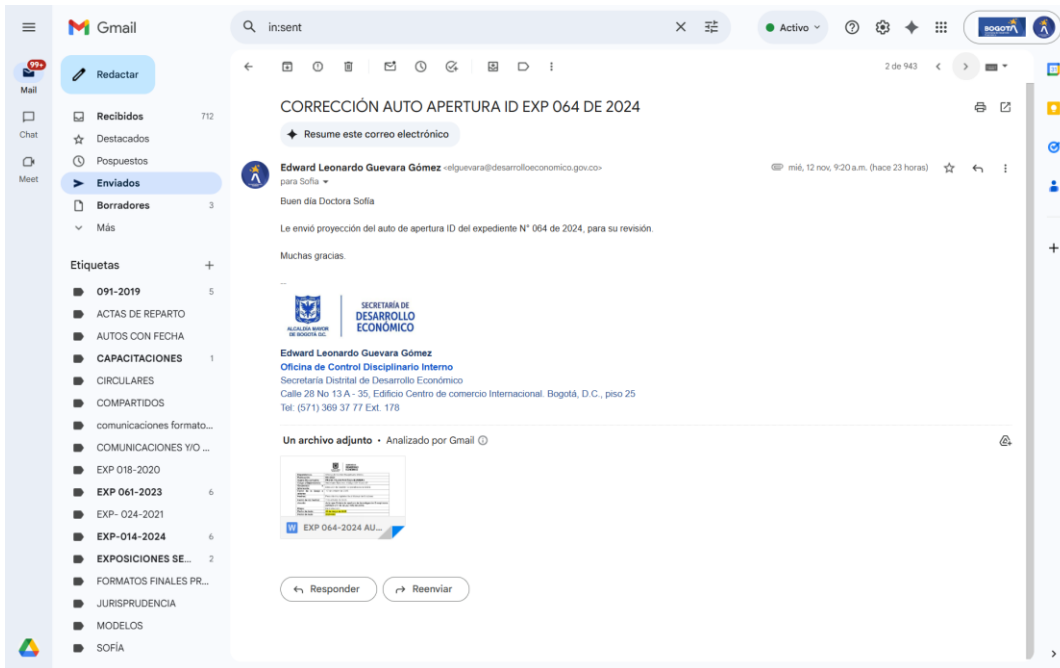 Gmail
in:sent
Activo
BOGOTÁ
99+
Mail
Chat
Meet
Redactar
Recibidos 712
Destacados
Pospuestos
Enviados
Borradores 3
Más
Etiquetas
091-2019 5
ACTAS DE REPARTO
AUTOS CON FECHA
CAPACITACIONES 1
CIRCULARES
COMPARTIDOS
comunicaciones formato...
COMUNICACIONES Y/O ...
EXP 018-2020
EXP 061-2023 6
EXP- 024-2021
EXP-014-2024 6
EXPOSICIONES SE... 2
FORMATOS FINALES PR...
JURISPRUDENCIA
MODELOS
SOFÍA
2 de 943
CORRECCIÓN AUTO APERTURA ID EXP 064 DE 2024
Resume este correo electrónico
Edward Leonardo Guevara Gómez <elguevara@desarrolloeconomico.gov.co>
mié, 12 nov, 9:20 a.m. (hace 23 horas)
para Sofia
Buen día Doctora Sofía
Le envió proyección del auto de apertura ID del expediente N° 064 de 2024, para su revisión.
Muchas gracias.
--
ALCALDÍA MAYOR
DE BOGOTÁ D.C.
SECRETARÍA DE
DESARROLLO
ECONÓMICO
Edward Leonardo Guevara Gómez
Oficina de Control Disciplinario Interno
Secretaría Distrital de Desarrollo Económico
Calle 28 No 13 A - 35, Edificio Centro de comercio Internacional. Bogotá, D.C., piso 25
Tel: (571) 369 37 77 Ext. 178
Un archivo adjunto • Analizado por Gmail
W EXP 064-2024 AU...
Responder
Reenviar